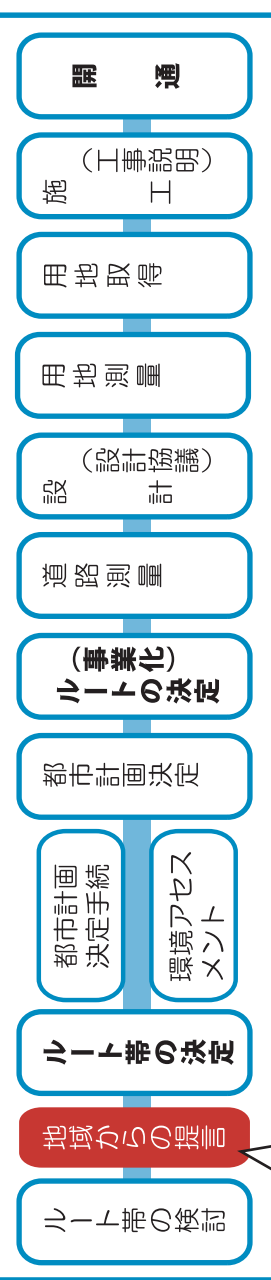 ルート帯の検討
地域からの提言
ルート帯の決定
都市計画
決定手続
環境アセス
メント
都市計画決定
ルートの決定
(事業化)
道路測量
設計
(設計協議)
用地測量
用地取得
施工
(工事説明)
開通